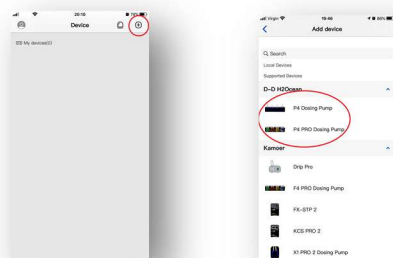 20:10
Device
My devices(0)
Virgin
19:46
Add device
Search
Local Devices
Supported Devices
D-D H2Ocean
P4 Dosing Pump
P4 PRO Dosing Pump
Kamoer
Drip Pro
F4 PRO Dosing Pump
FX-STP 2
KCS PRO 2
X1 PRO 2 Dosing Pump